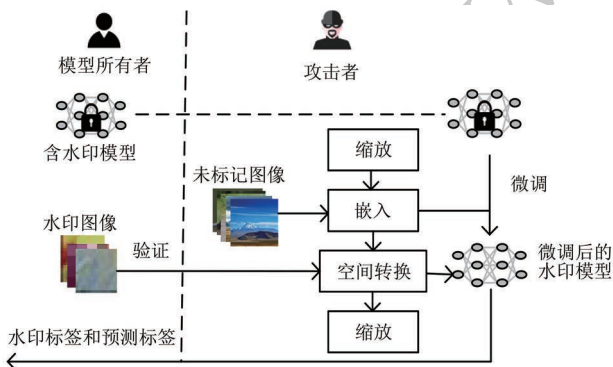 模型所有者
攻击者
含水印模型
缩放
未标记图像
嵌入
微调
水印图像
验证
空间转换
微调后的
水印模型
缩放
水印标签和预测标签